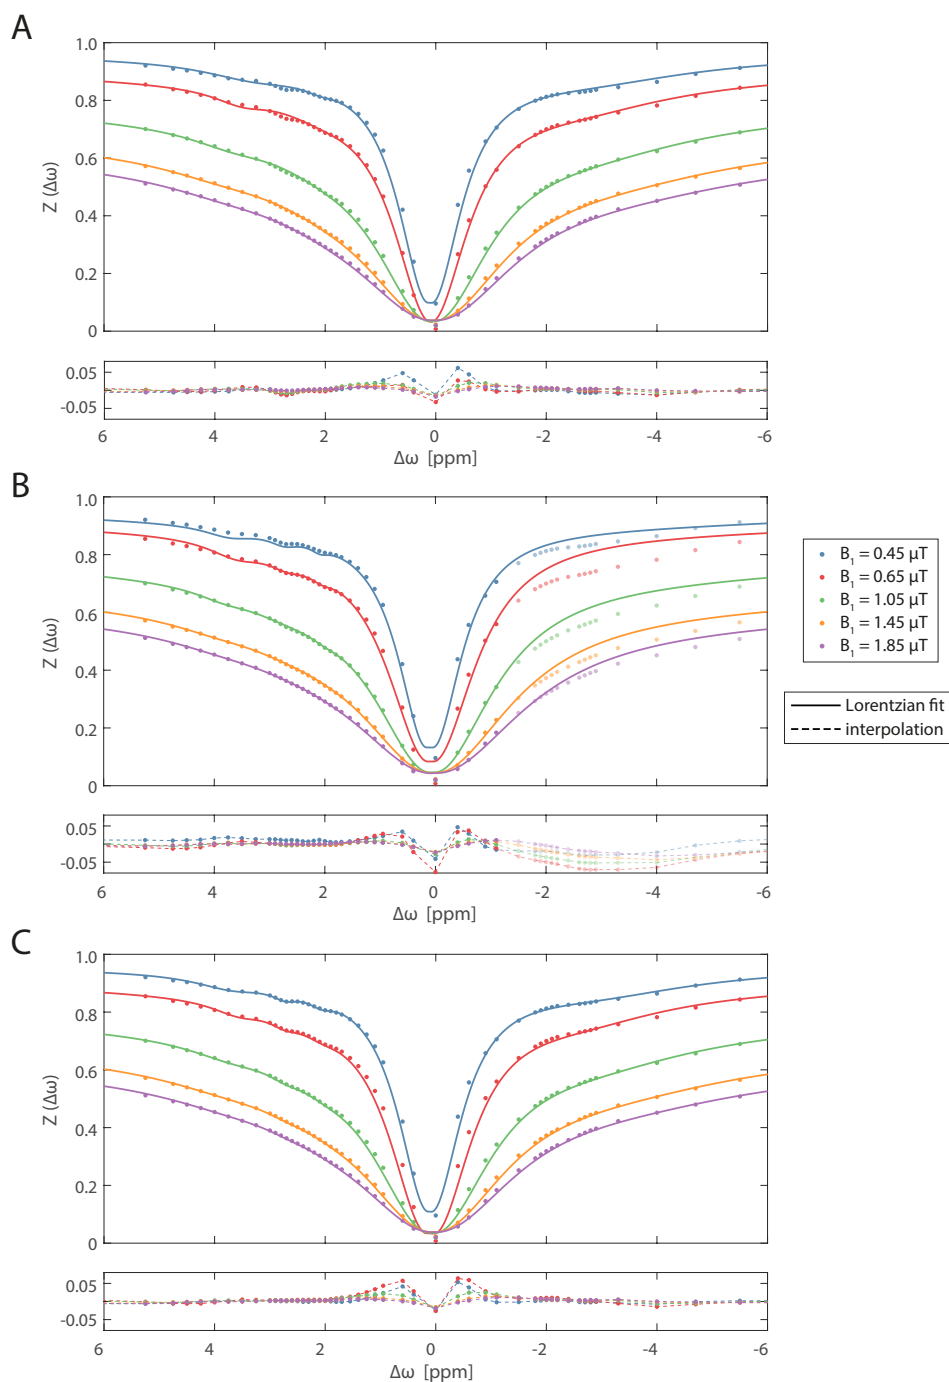 A
1.0
0.8
0.6
0.4
0.2
0
Z (Δω)
0.05
-0.05
6 4 2 0 -2 -4 -6
Δω [ppm]
B
1.0
0.8
0.6
0.4
0.2
0
Z (Δω)
B₁ = 0.45 µT
B₁ = 0.65 µT
B₁ = 1.05 µT
B₁ = 1.45 µT
B₁ = 1.85 µT
Lorentzian fit
interpolation
0.05
-0.05
6 4 2 0 -2 -4 -6
Δω [ppm]
C
1.0
0.8
0.6
0.4
0.2
0
Z (Δω)
0.05
-0.05
6 4 2 0 -2 -4 -6
Δω [ppm]